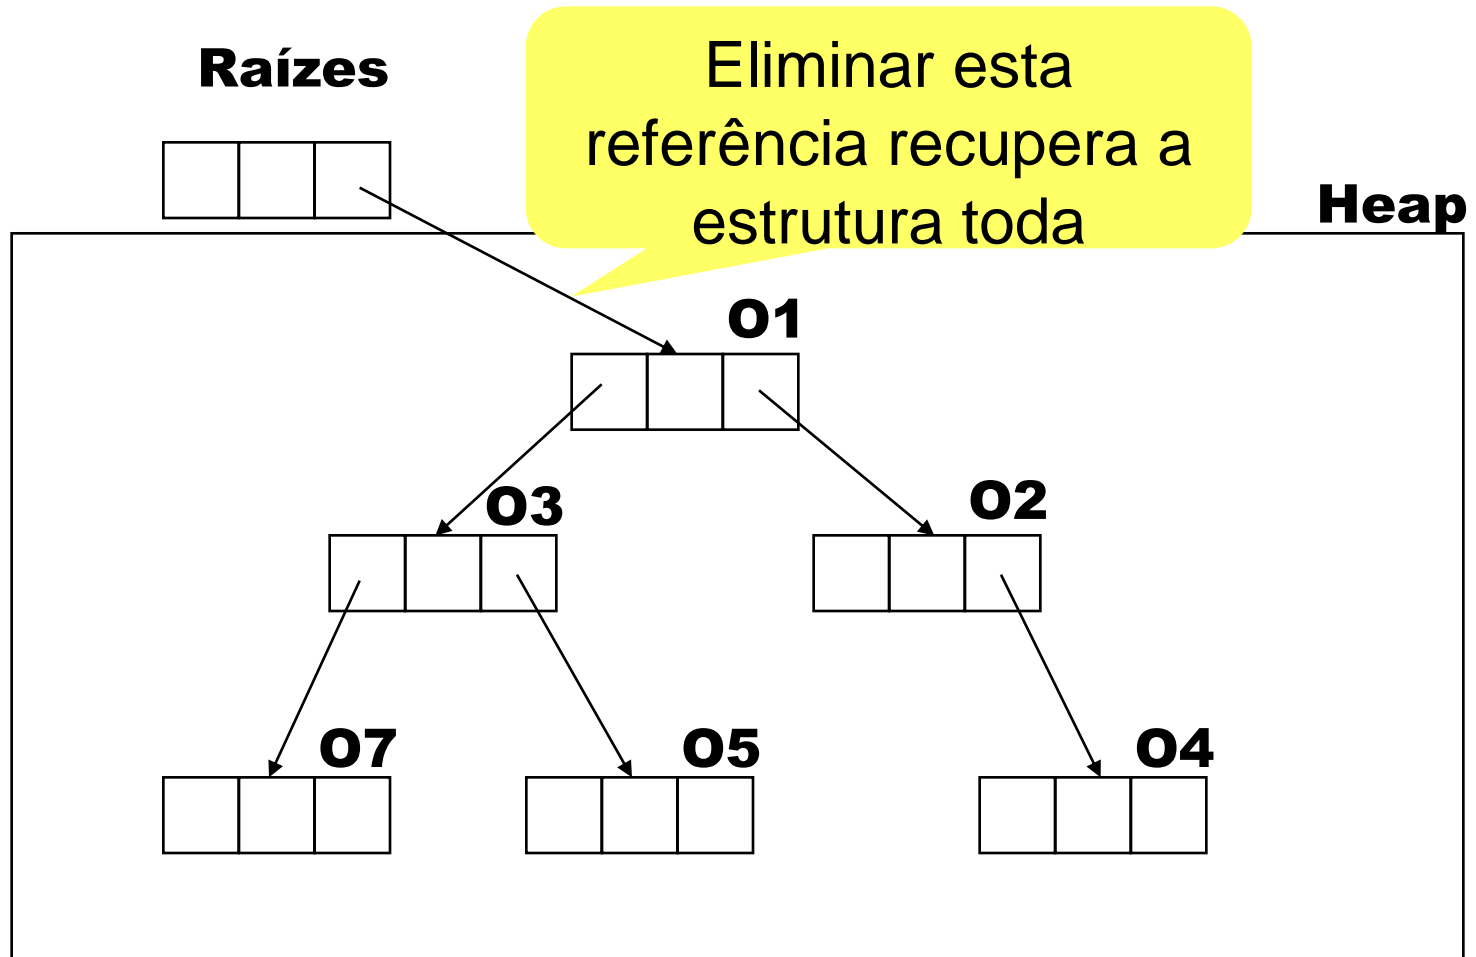 Raízes
Eliminar esta
referência recupera a
estrutura toda
Heap
O1
O3
O2
O7
O5
O4